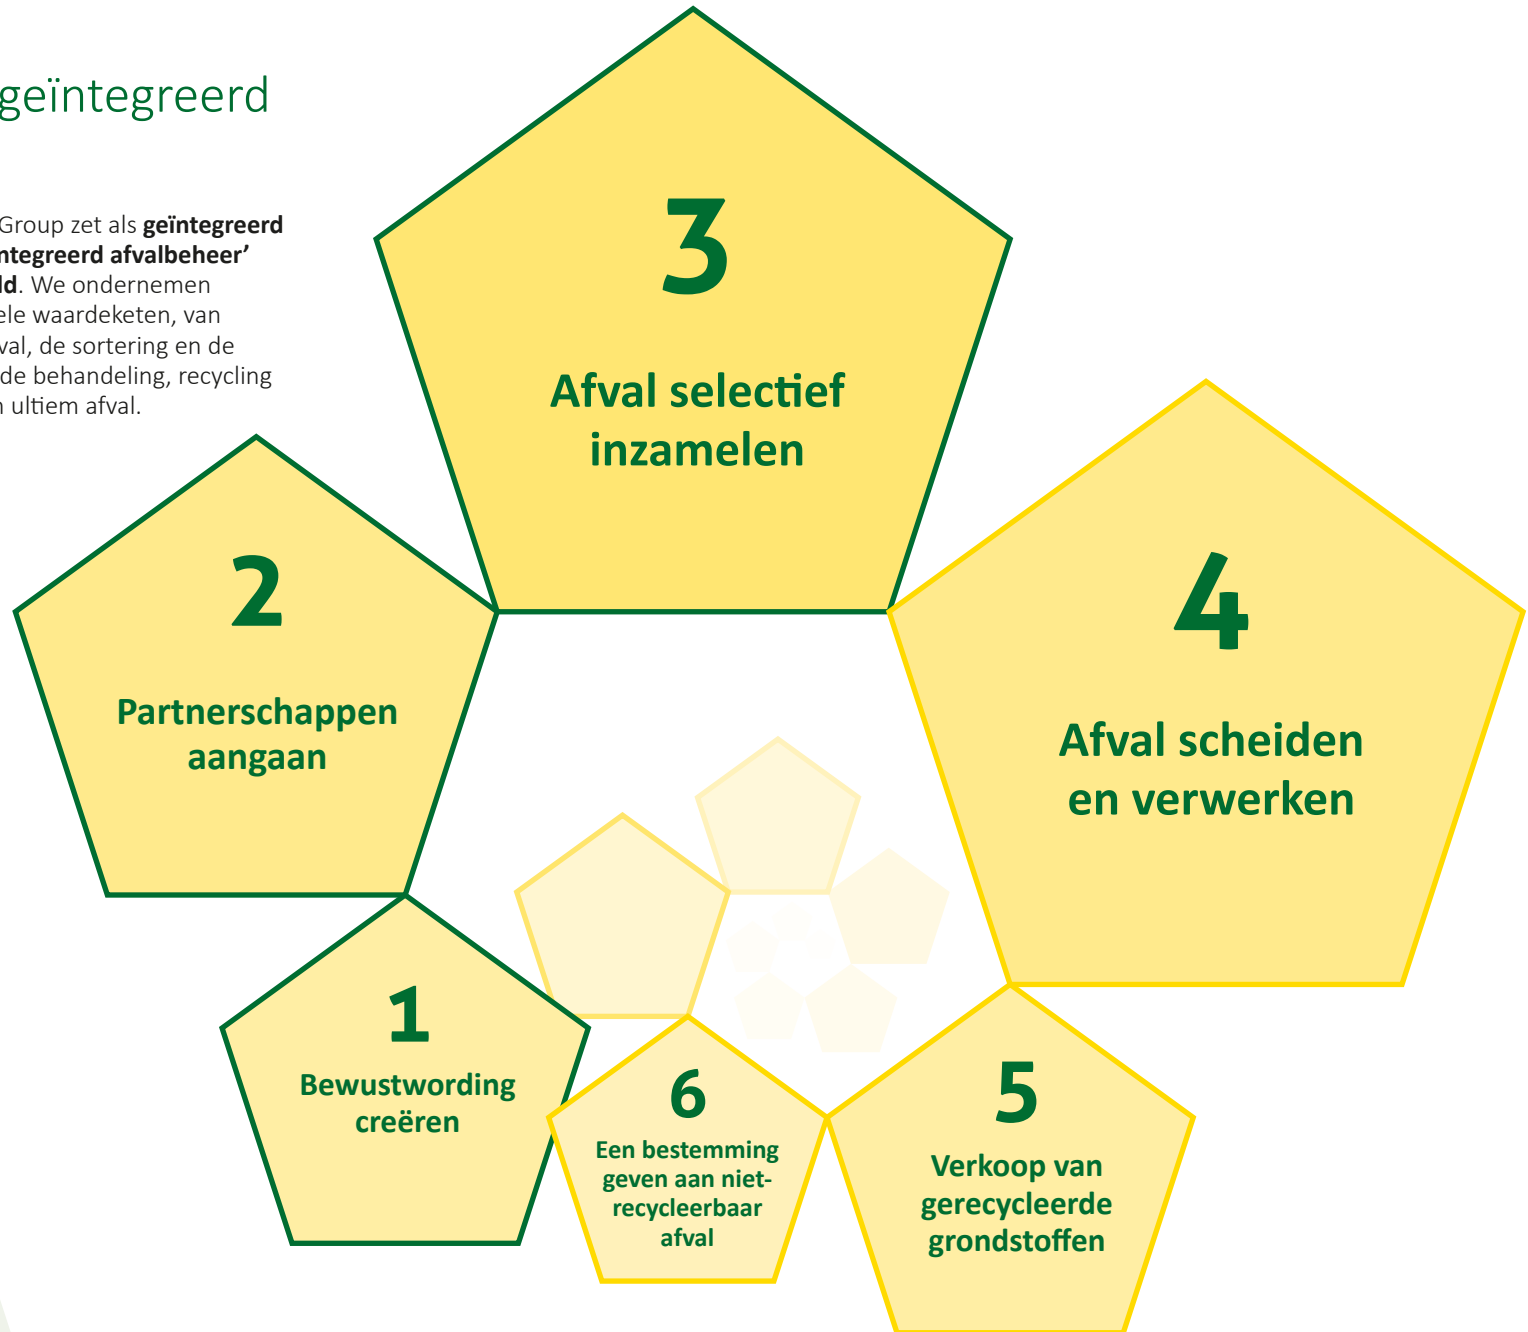 geïntegreerd
Group zet als geïntegreerd
ntegreerd afvalbeheer’
ld. We ondernemen
ele waardeketen, van
val, de sortering en de
de behandeling, recycling
n ultiem afval.
3
Afval selectief
inzamelen
2
Partnerschappen
aangaan
4
Afval scheiden
en verwerken
1
Bewustwording
creëren
6
Een bestemming
geven aan niet-
recycleerbaar
afval
5
Verkoop van
gerecycleerde
grondstoffen